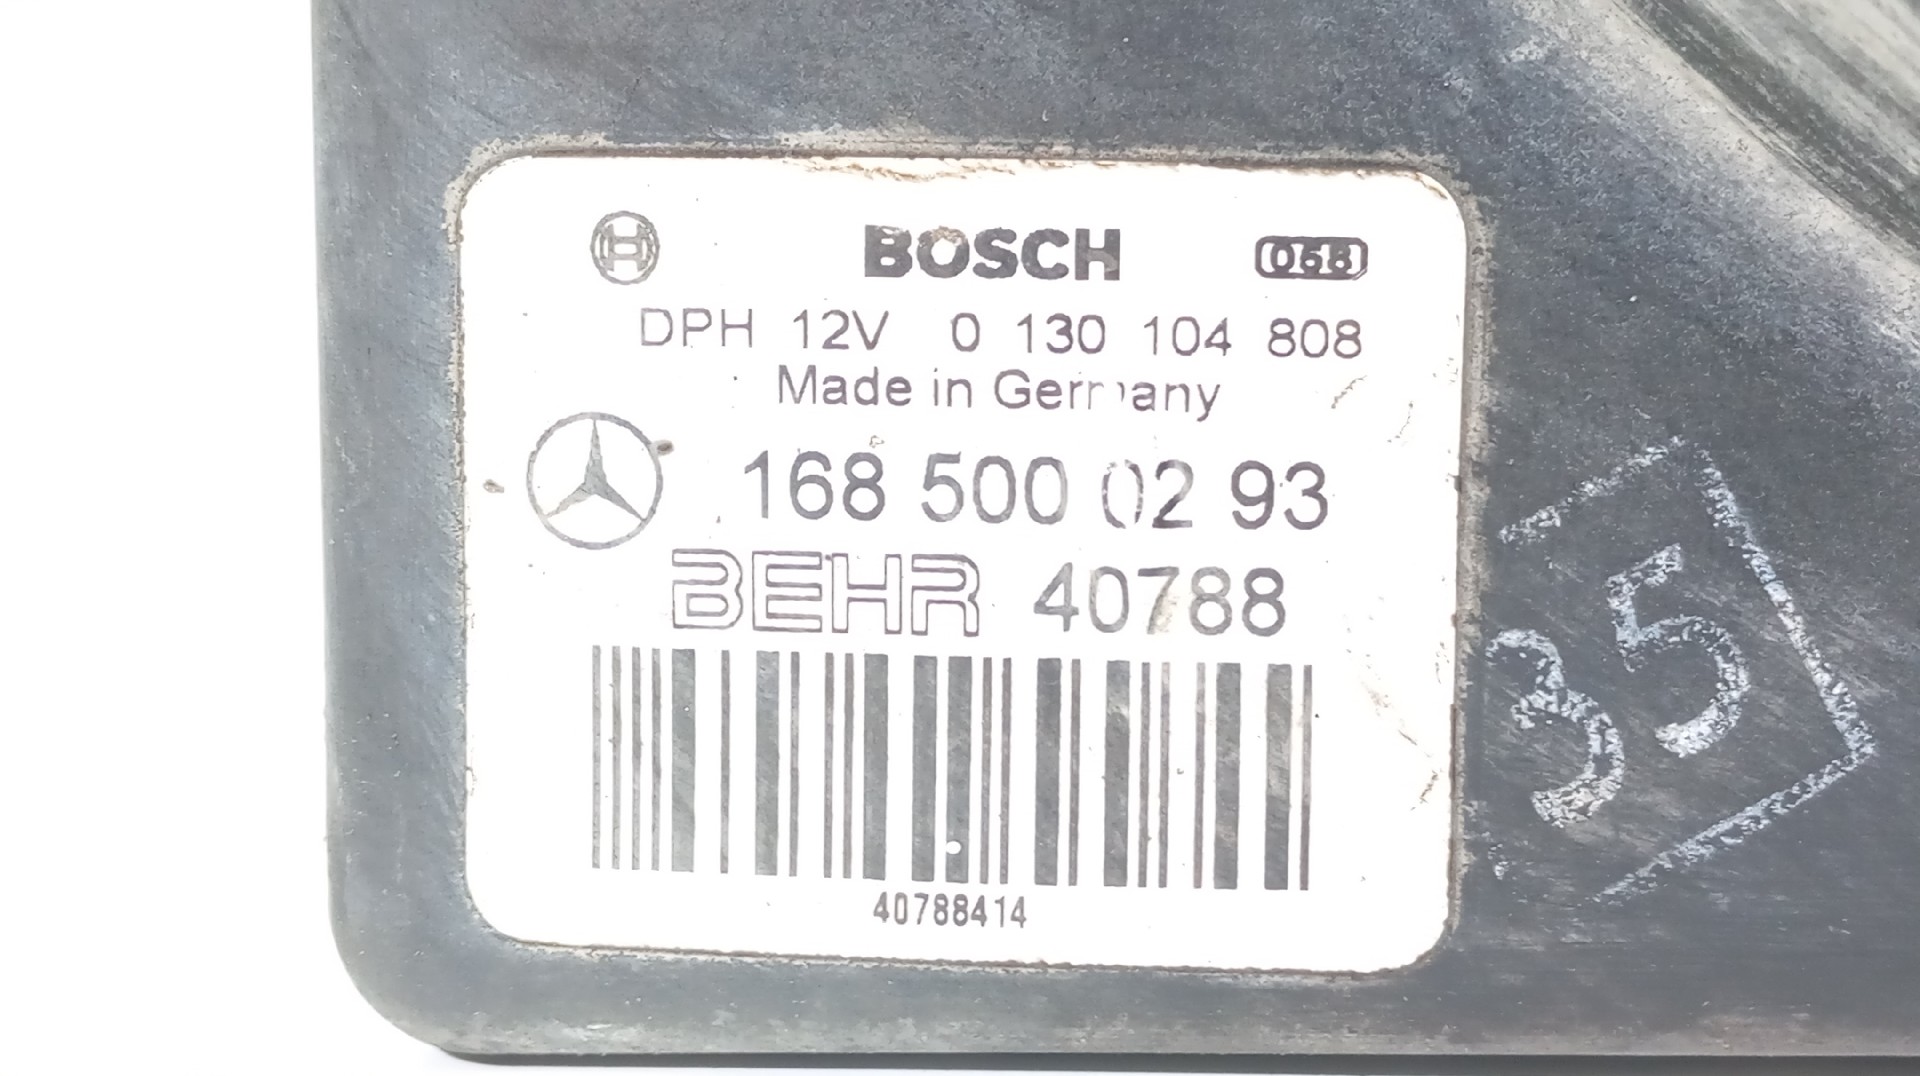 BOSCH 058
DPH 12V 0 130 104 808
Made in Germany
168 500 02 93
BEHR 40788
40788414
35